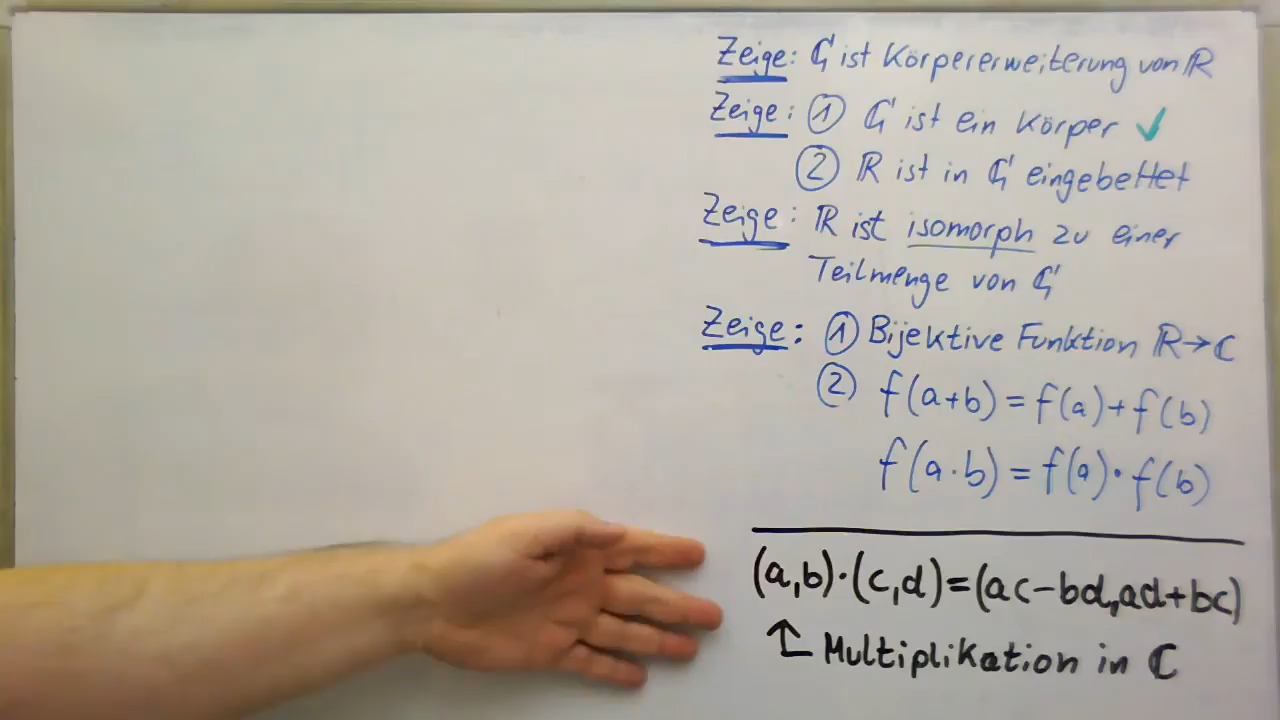 Zeige: ℂ ist Körpererweiterung von ℝ
Zeige: ① ℂ ist ein Körper ✓
② ℝ ist in ℂ eingebettet
Zeige: ℝ ist isomorph zu einer
Teilmenge von ℂ
Zeige: ① Bijektive Funktion ℝ→ℂ
② f(a+b)=f(a)+f(b)
f(a·b)=f(a)·f(b)
(a,b)·(c,d)=(ac-bd,ad+bc)
↑ Multiplikation in ℂ